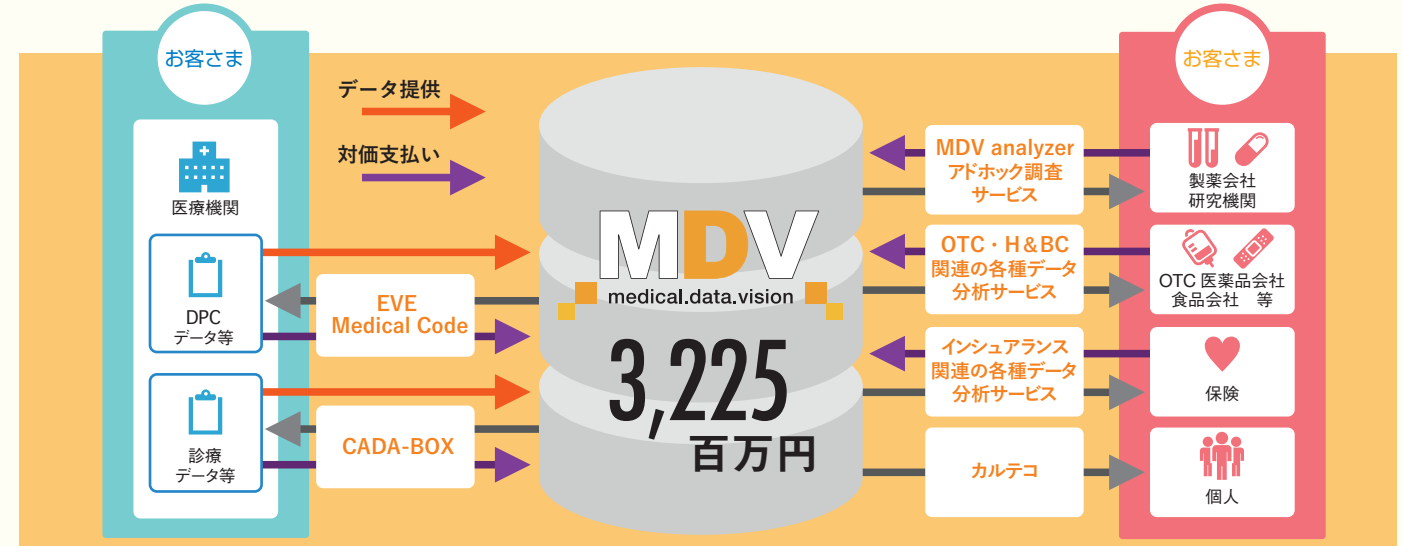 お客さま
医療機関
DPC
データ等
診療
データ等
データ提供
対価支払い
EVE
Medical Code
CADA-BOX
MDV
medical.data.vision
3,225
百万円
MDV analyzer
アドホック調査
サービス
OTC・H&BC
関連の各種データ
分析サービス
インシュアランス
関連の各種データ
分析サービス
カルテコ
お客さま
製薬会社
研究機関
OTC 医薬品会社
食品会社　等
保険
個人